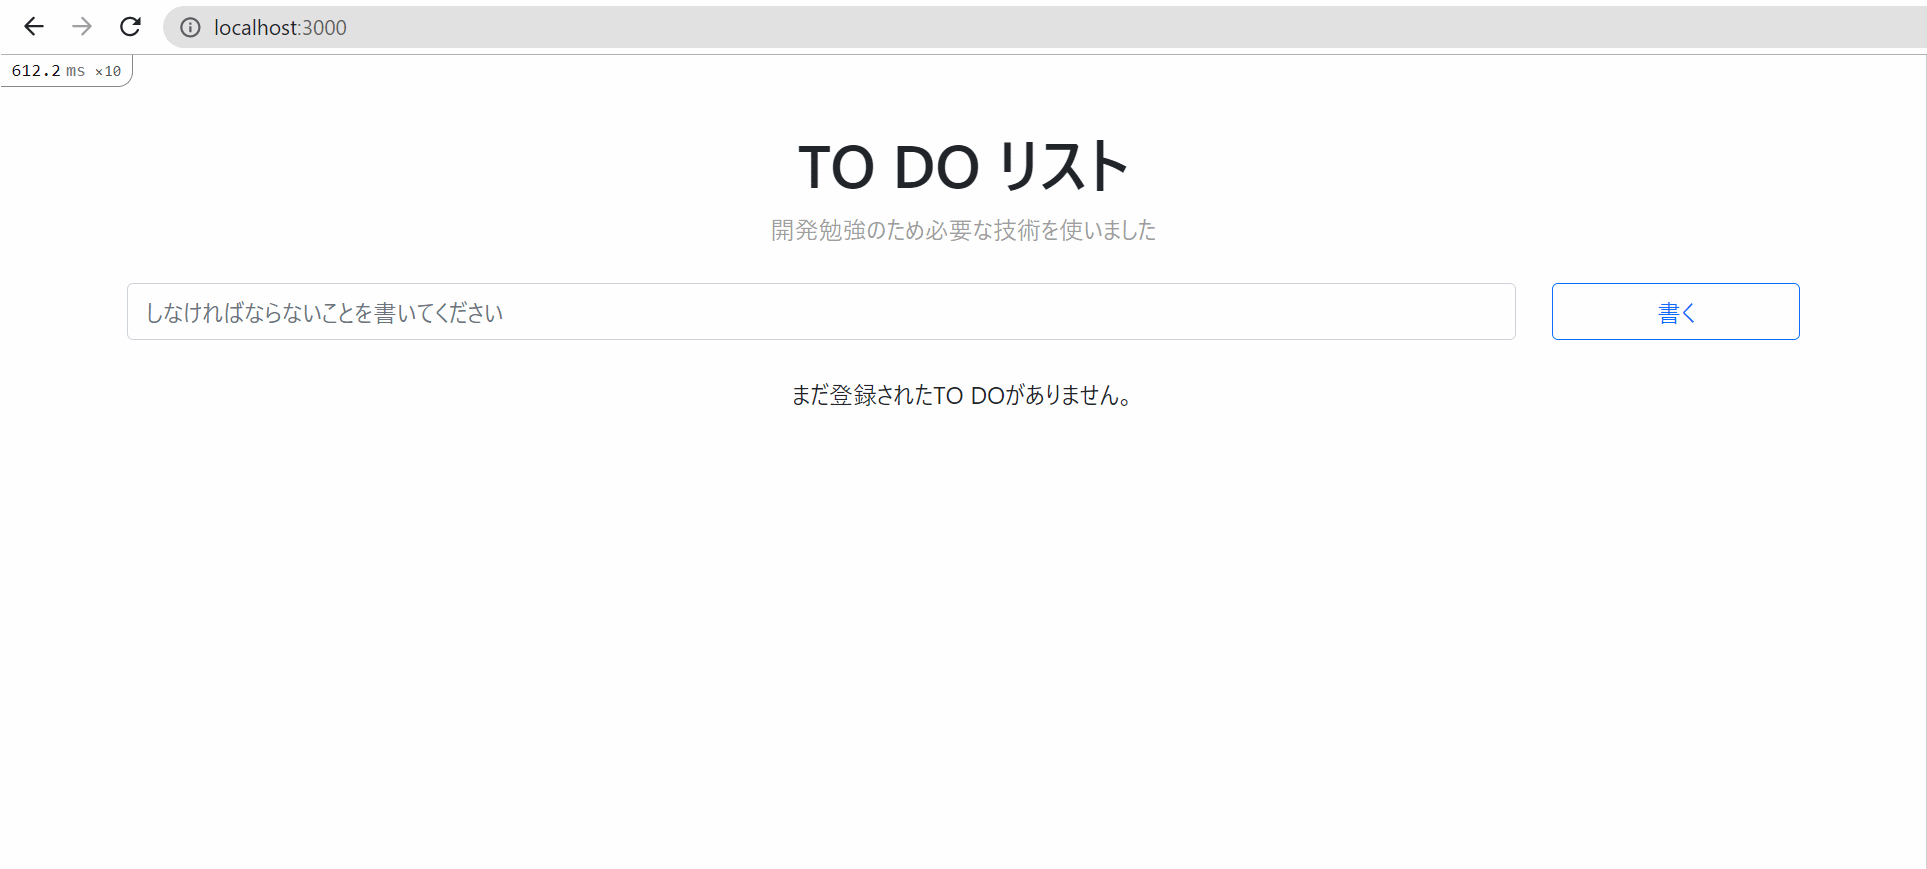 localhost:3000
612.2 ms ×10
TO DO リスト
開発勉強のため必要な技術を使いました
しなければならないことを書いてください
書く
まだ登録されたTO DOがありません。